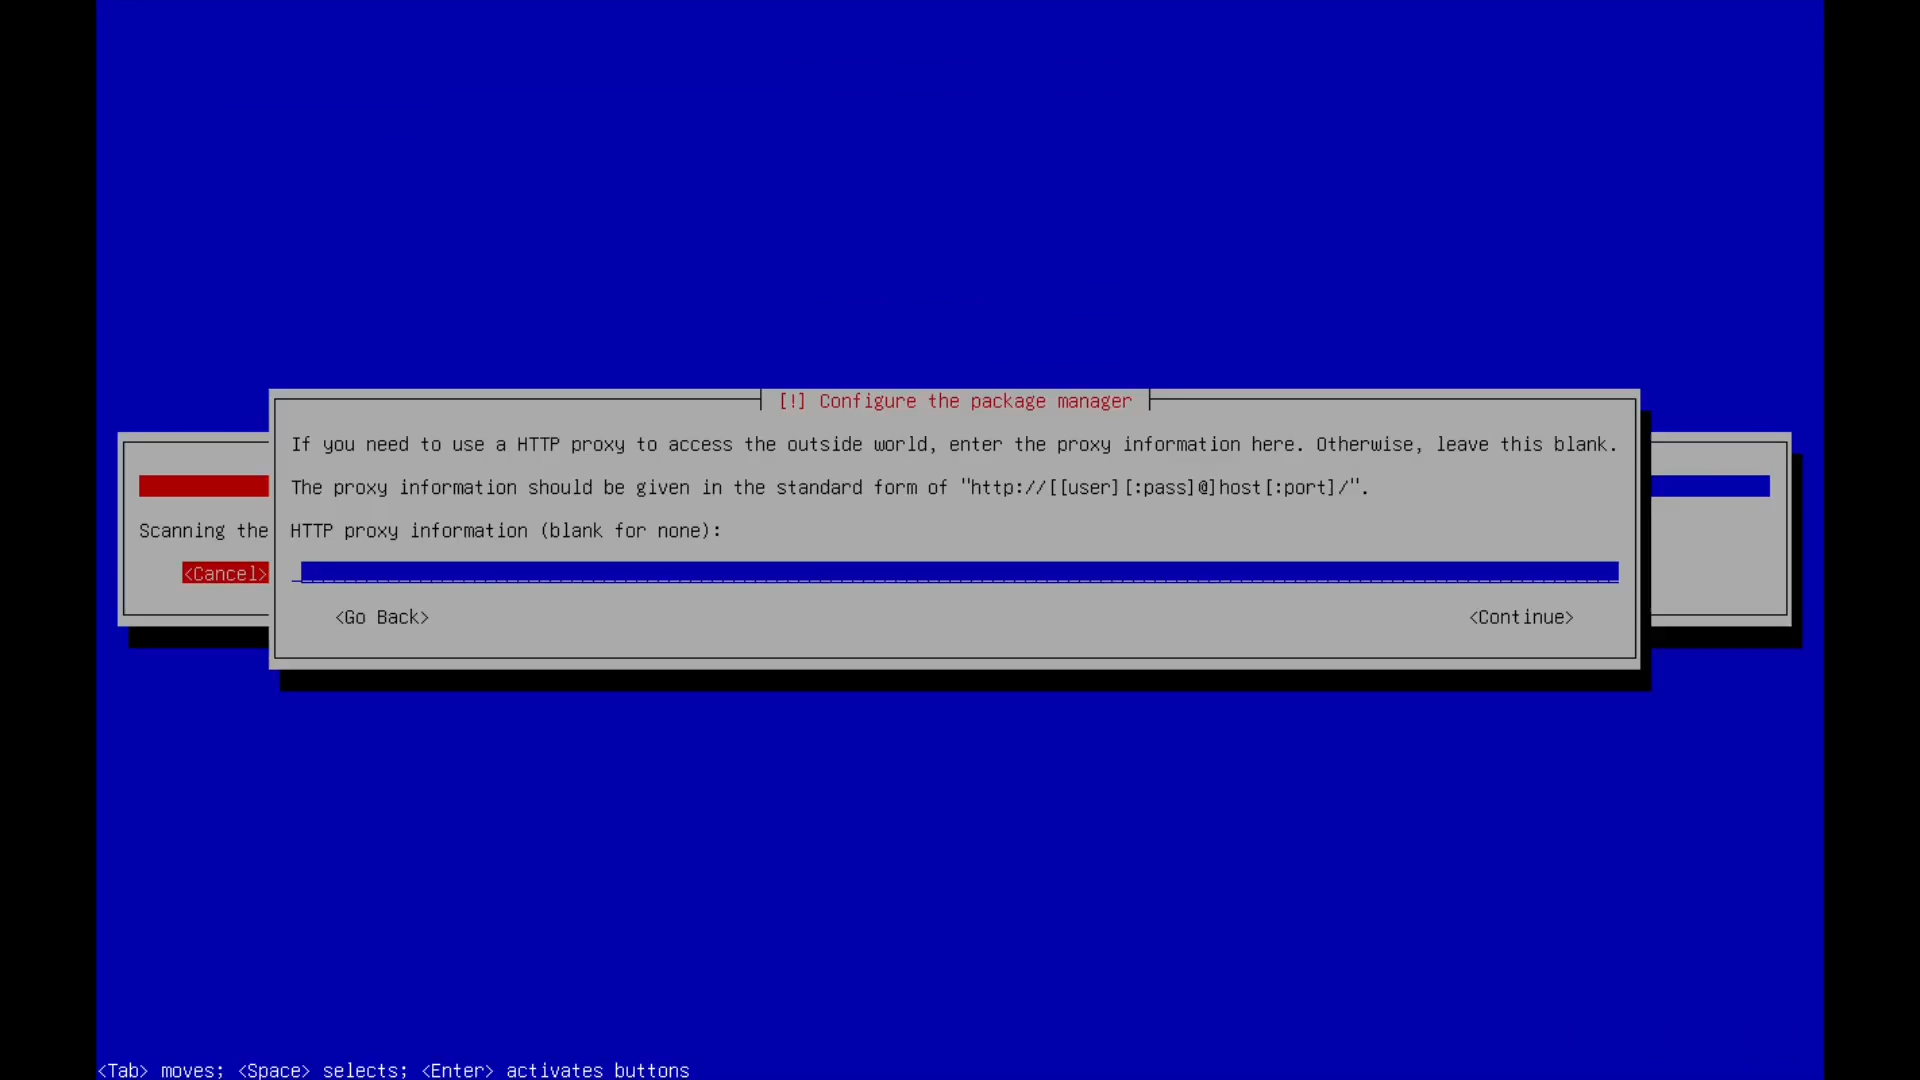 [!] Configure the package manager
If you need to use a HTTP proxy to access the outside world, enter the proxy information here. Otherwise, leave this blank.
The proxy information should be given in the standard form of "http://[[user][:pass]@]host[:port]/".
Scanning the
HTTP proxy information (blank for none):
<Cancel>
<Go Back>
<Continue>
<Tab> moves; <Space> selects; <Enter> activates buttons